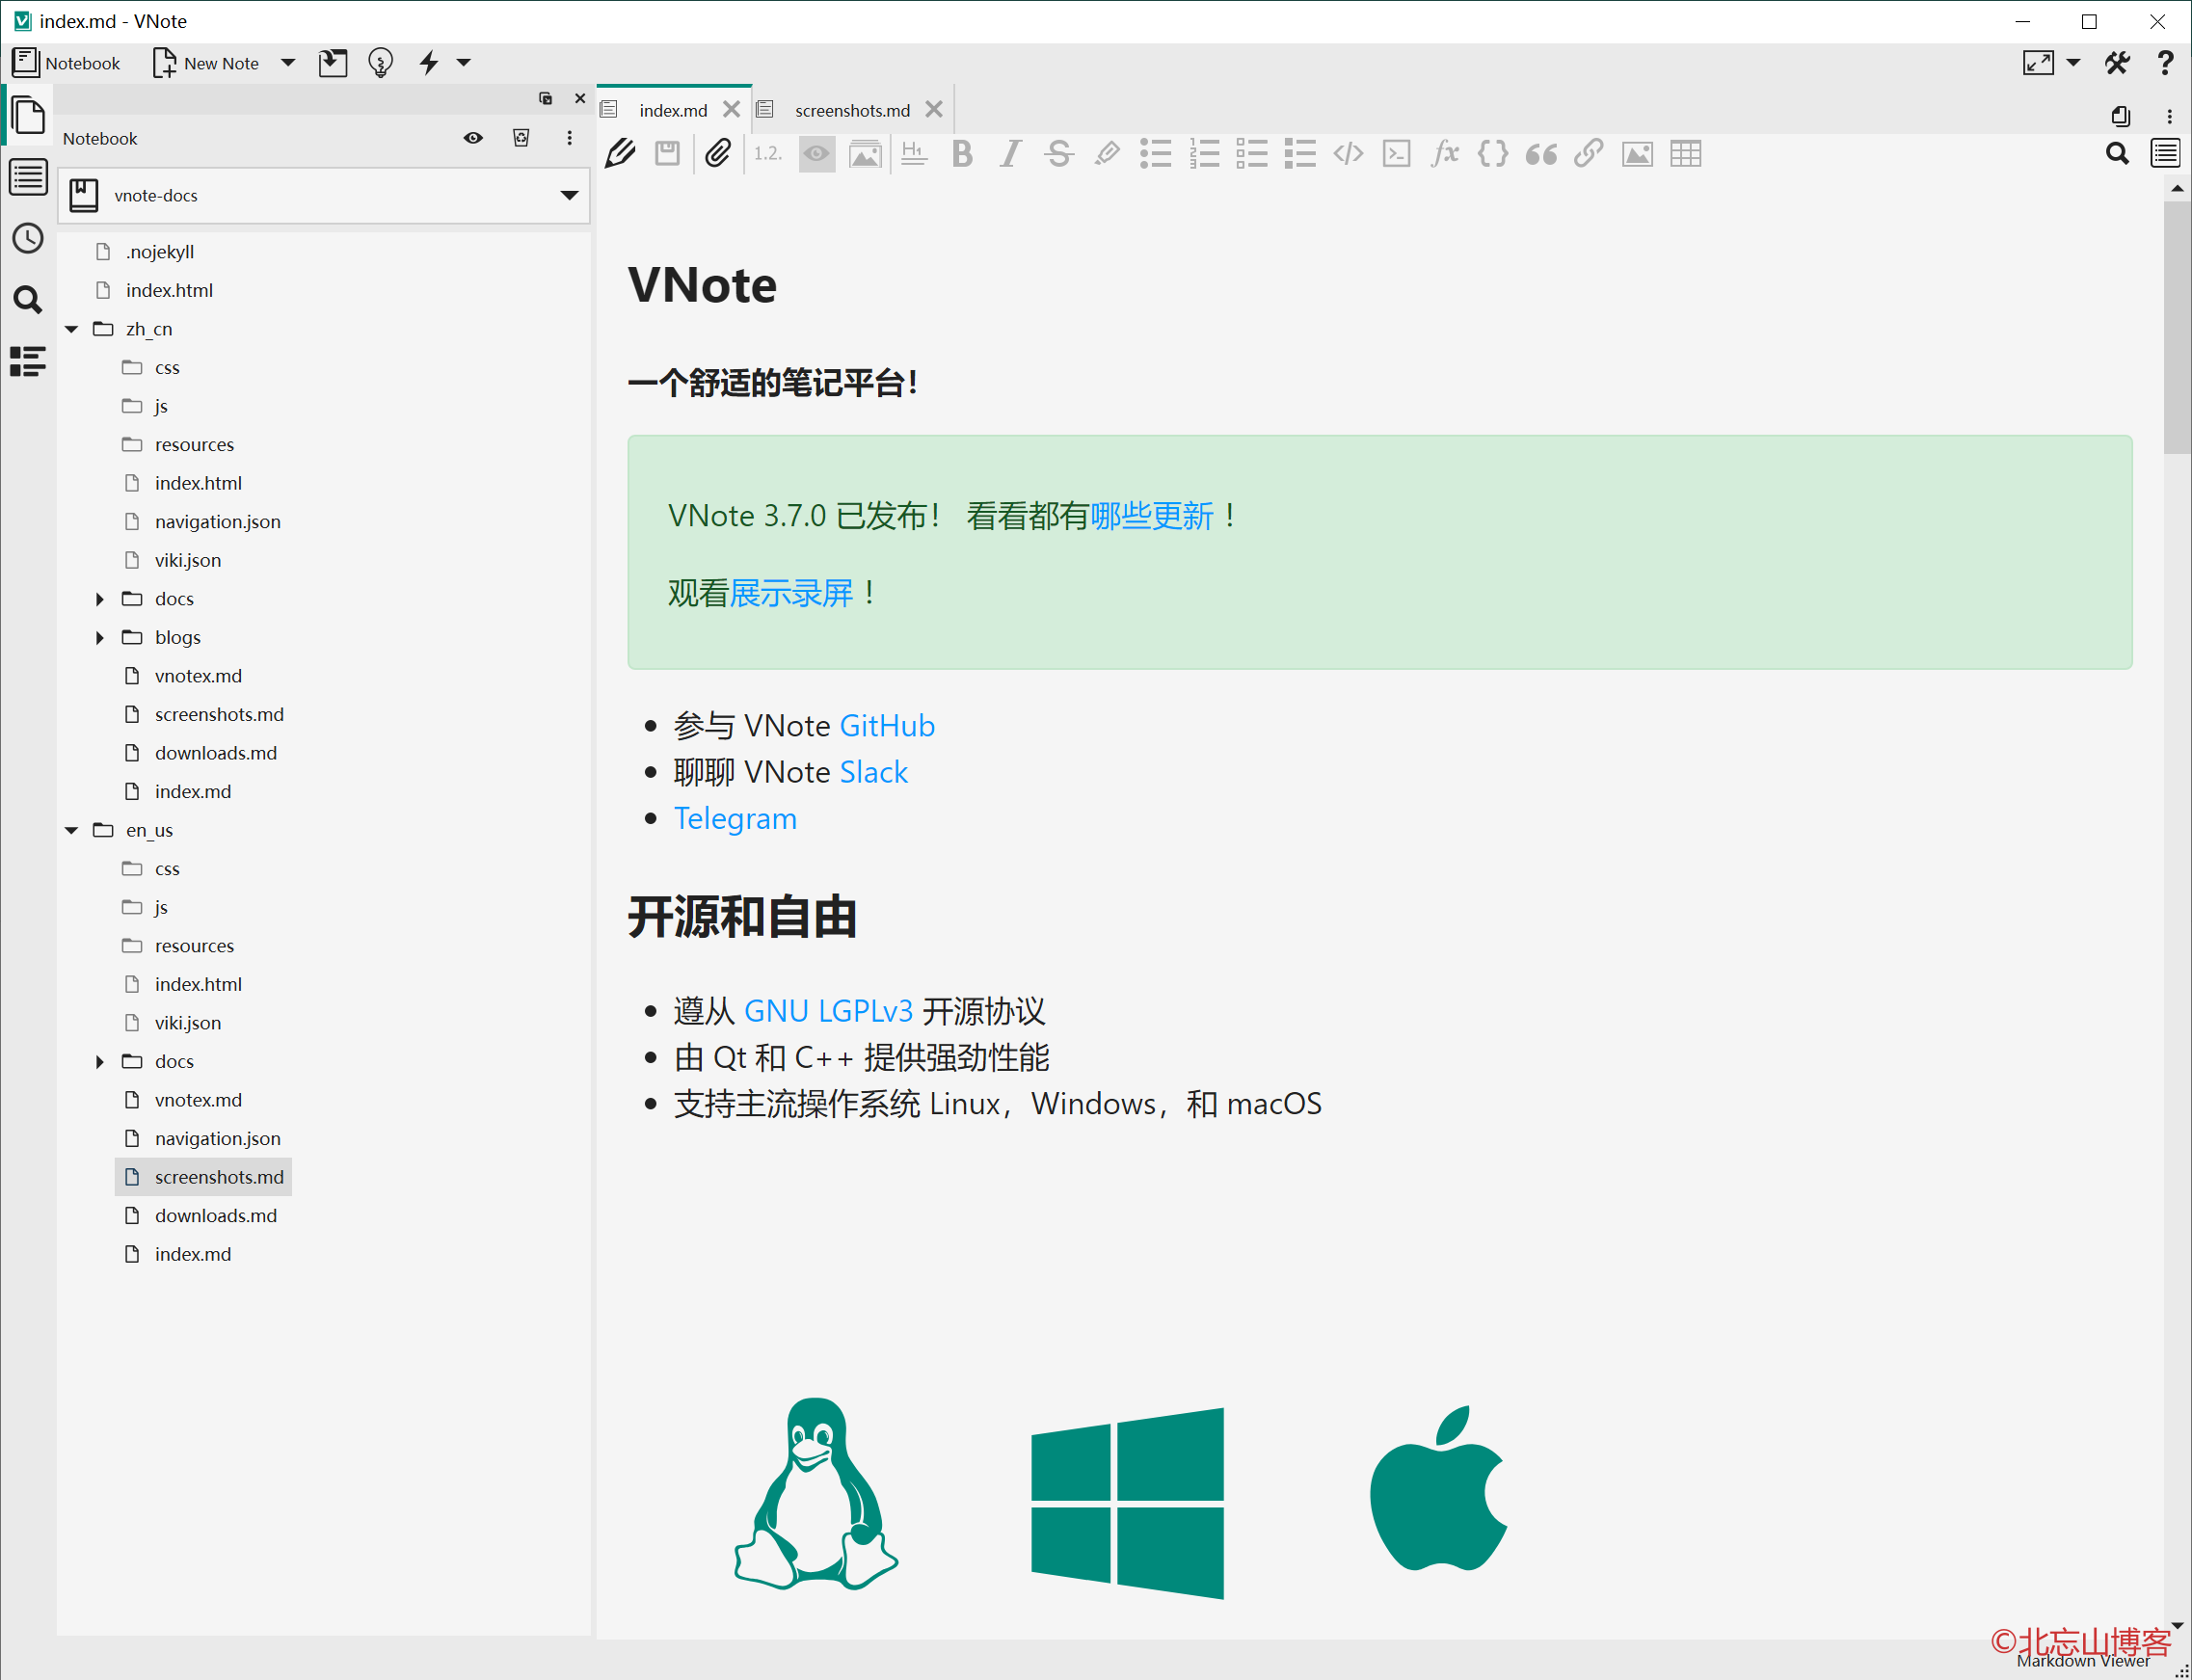 index.md - VNote
Notebook
New Note
Notebook
vnote-docs
.nojekyll
index.html
zh_cn
css
js
resources
index.html
navigation.json
viki.json
docs
blogs
vnotex.md
screenshots.md
downloads.md
index.md
en_us
css
js
resources
index.html
viki.json
docs
vnotex.md
navigation.json
screenshots.md
downloads.md
index.md
index.md
screenshots.md
1.2.
H1
B
I
S
fx
VNote
一个舒适的笔记平台！
VNote 3.7.0 已发布！ 看看都有哪些更新！
观看展示录屏！
参与 VNote GitHub
聊聊 VNote Slack
Telegram
开源和自由
遵从 GNU LGPLv3 开源协议
由 Qt 和 C++ 提供强劲性能
支持主流操作系统 Linux，Windows，和 macOS
©北忘山博客
Markdown Viewer